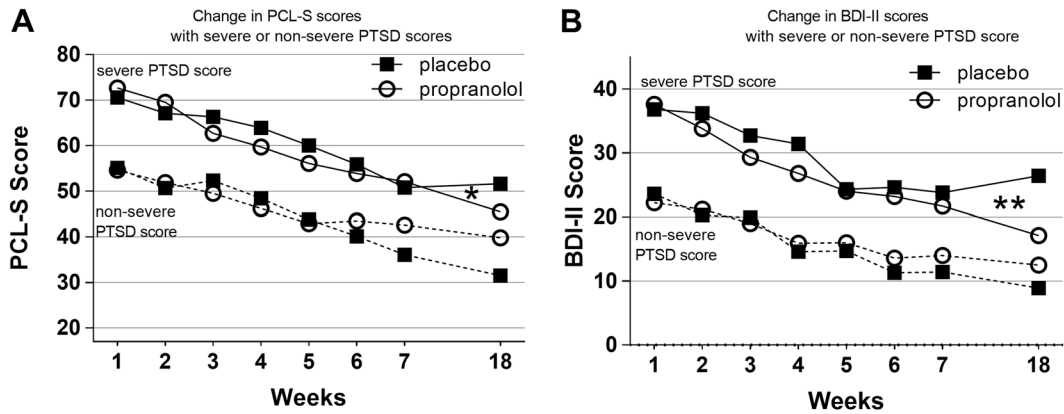 A
Change in PCL-S scores
with severe or non-severe PTSD scores
80
70
60
50
40
30
20
PCL-S Score
severe PTSD score
placebo
propranolol
non-severe
PTSD score
*
1 2 3 4 5 6 7 18
Weeks
B
Change in BDI-II scores
with severe or non-severe PTSD score
40
30
20
10
0
BDI-II Score
severe PTSD score
placebo
propranolol
non-severe
PTSD score
**
1 2 3 4 5 6 7 18
Weeks